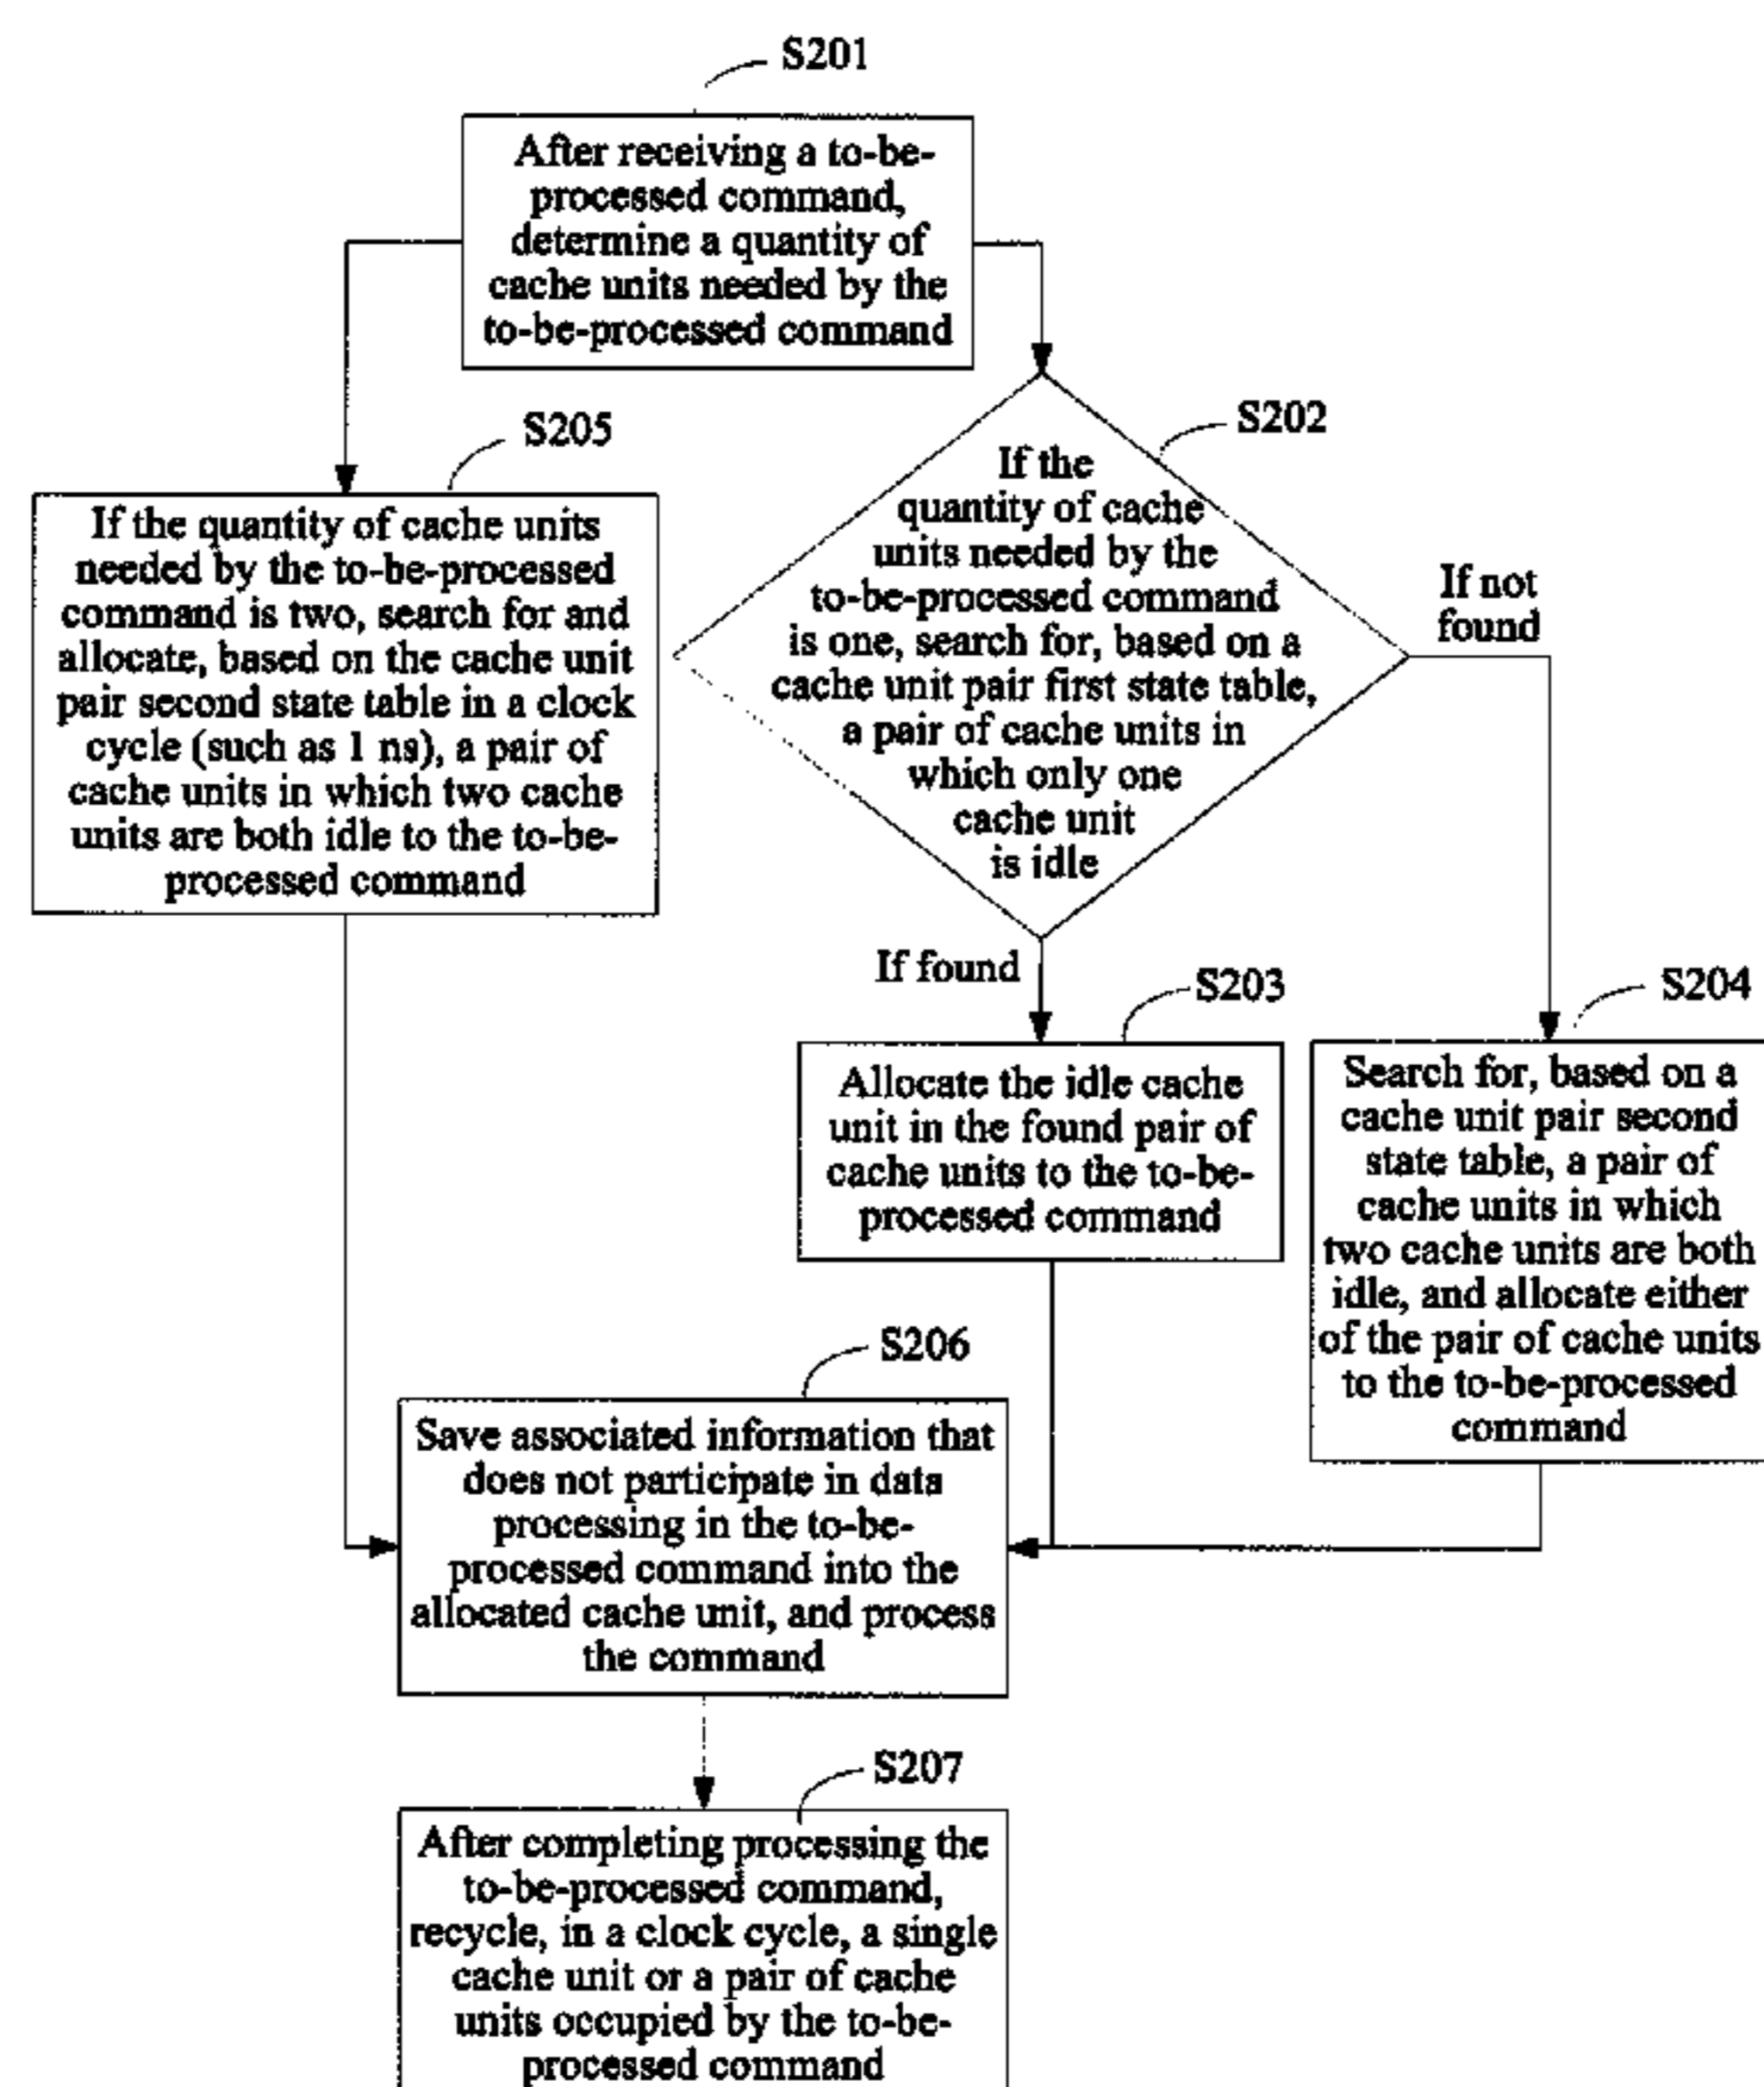 S201
After receiving a to-be-
processed command,
determine a quantity of
cache units needed by the
to-be-processed command
S205
If the quantity of cache units
needed by the to-be-processed
command is two, search for and
allocate, based on the cache unit
pair second state table in a clock
cycle (such as 1 ns), a pair of
cache units in which two cache
units are both idle to the to-be-
processed command
S202
If the
quantity of cache
units needed by the
to-be-processed command
is one, search for, based on a
cache unit pair first state table,
a pair of cache units in
which only one
cache unit
is idle
If not
found
If found
S203
Allocate the idle cache
unit in the found pair of
cache units to the to-be-
processed command
S204
Search for, based on a
cache unit pair second
state table, a pair of
cache units in which
two cache units are both
idle, and allocate either
of the pair of cache units
to the to-be-processed
command
S206
Save associated information that
does not participate in data
processing in the to-be-
processed command into the
allocated cache unit, and process
the command
S207
After completing processing the
to-be-processed command,
recycle, in a clock cycle, a single
cache unit or a pair of cache
units occupied by the to-be-
processed command